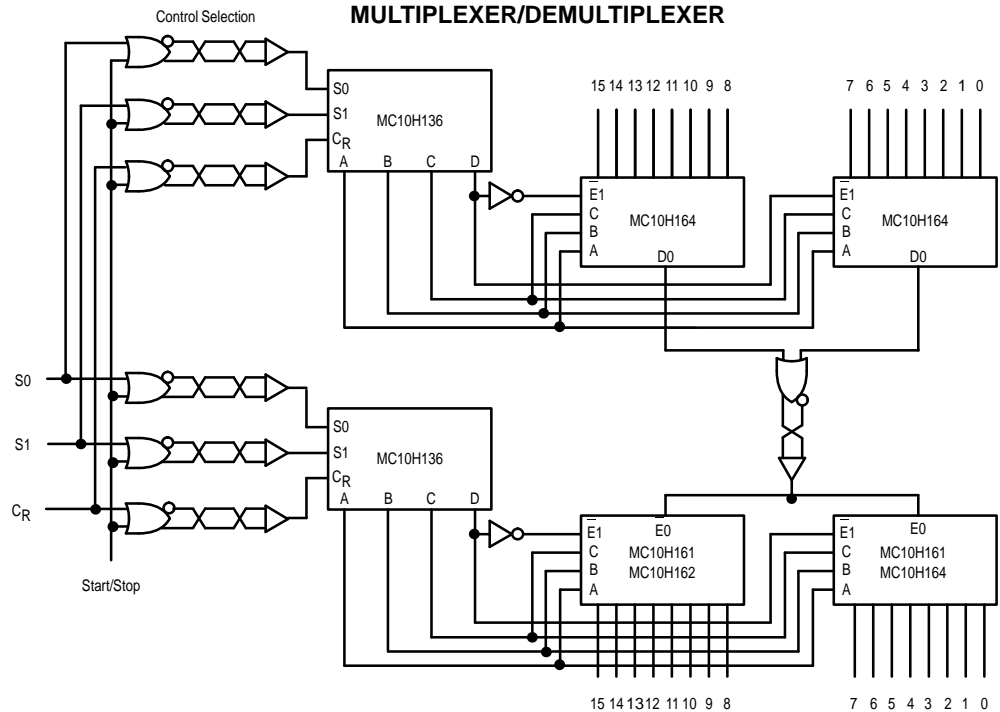 Control Selection
MULTIPLEXER/DEMULTIPLEXER
S0
S1
CR
MC10H136
A B C D
15 14 13 12 11 10 9 8
E1
C
B
A
MC10H164
D0
7 6 5 4 3 2 1 0
E1
C
B
A
MC10H164
D0
S0
S1
CR
Start/Stop
S0
S1
CR
MC10H136
A B C D
E1
C
B
A
E0
MC10H161
MC10H162
15 14 13 12 11 10 9 8
E1
C
B
A
E0
MC10H161
MC10H164
7 6 5 4 3 2 1 0